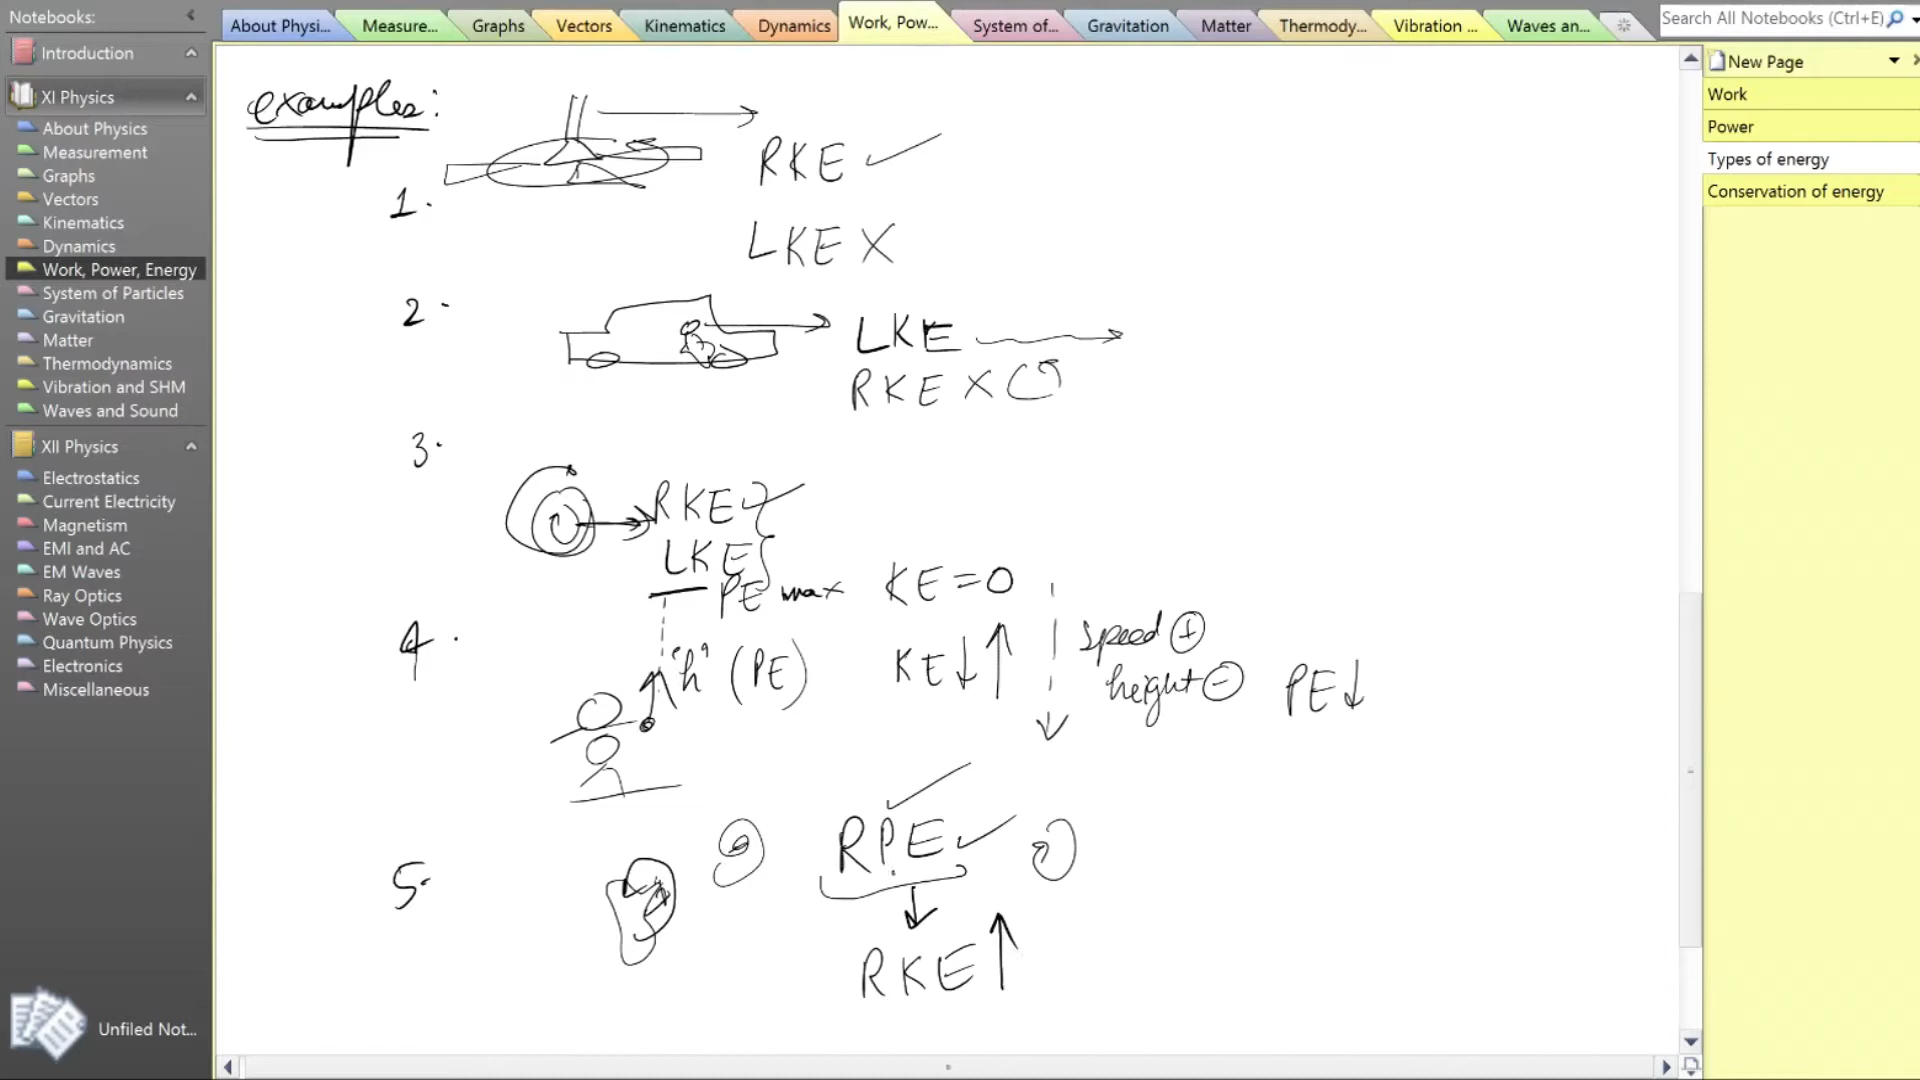 Notebooks:
Introduction
XI Physics
About Physics
Measurement
Graphs
Vectors
Kinematics
Dynamics
Work, Power, Energy
System of Particles
Gravitation
Matter
Thermodynamics
Vibration and SHM
Waves and Sound
XII Physics
Electrostatics
Current Electricity
Magnetism
EMI and AC
EM Waves
Ray Optics
Wave Optics
Quantum Physics
Electronics
Miscellaneous
Unfiled Not...
About Physi... Measure... Graphs Vectors Kinematics Dynamics Work, Pow... System of... Gravitation Matter Thermody... Vibration ... Waves an...
Search All Notebooks (Ctrl+E)
examples:
1.
RKE ✓
LKE X
2.
LKE
RKE X
3.
RKE ✓
LKE
PE max KE = 0
4.
"h" (PE) KE ↓ ↑
speed +
height - PE ↓
5.
RPE ✓
RKE ↑
New Page
Work
Power
Types of energy
Conservation of energy